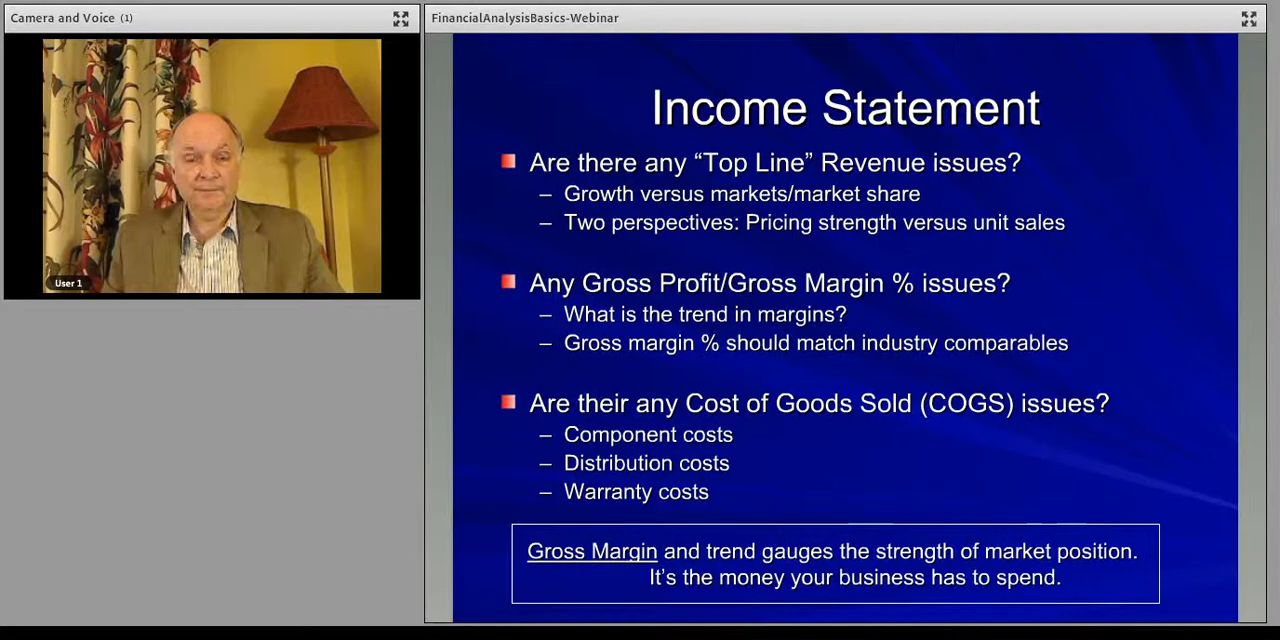 Camera and Voice (1)
User 1
FinancialAnalysisBasics-Webinar
Income Statement
Are there any “Top Line” Revenue issues?
– Growth versus markets/market share
– Two perspectives: Pricing strength versus unit sales
Any Gross Profit/Gross Margin % issues?
– What is the trend in margins?
– Gross margin % should match industry comparables
Are their any Cost of Goods Sold (COGS) issues?
– Component costs
– Distribution costs
– Warranty costs
Gross Margin and trend gauges the strength of market position.
It’s the money your business has to spend.